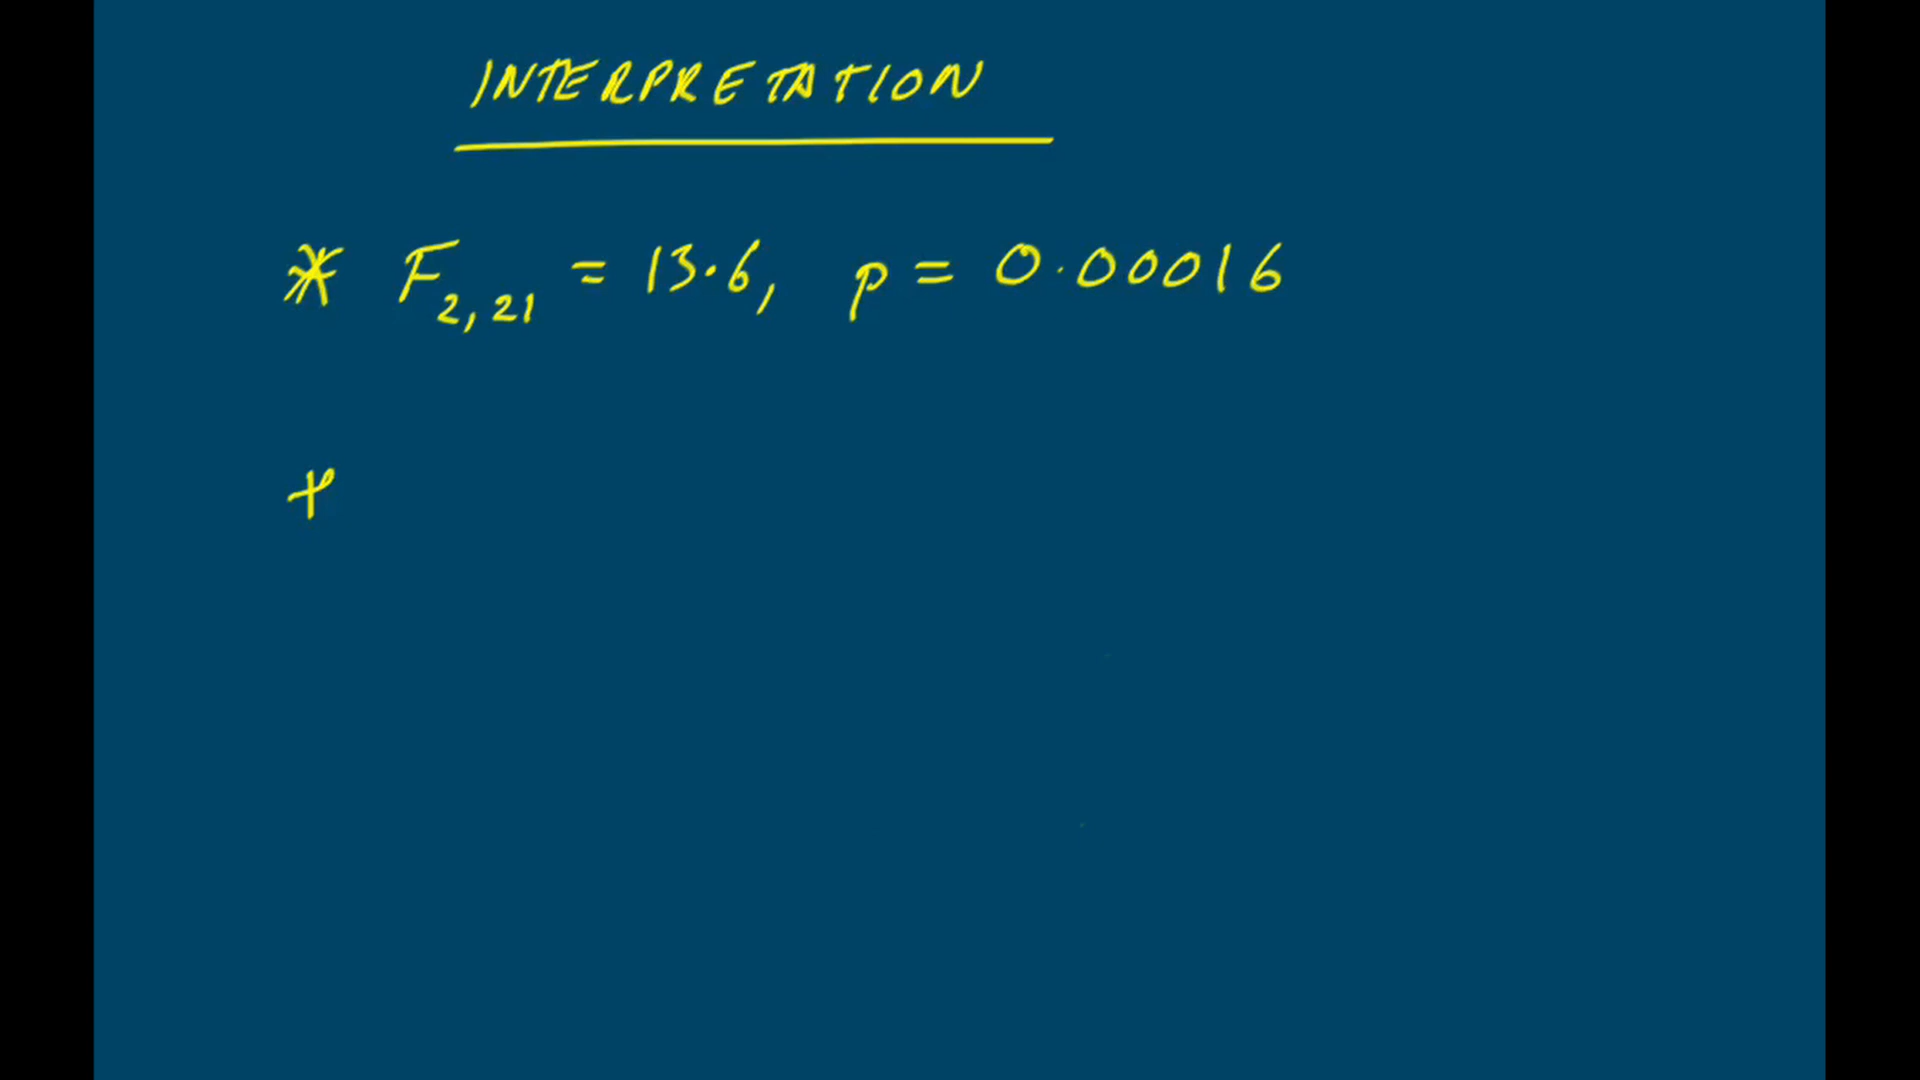 INTERPRETATION
* F2,21 = 13.6, p = 0.00016
+